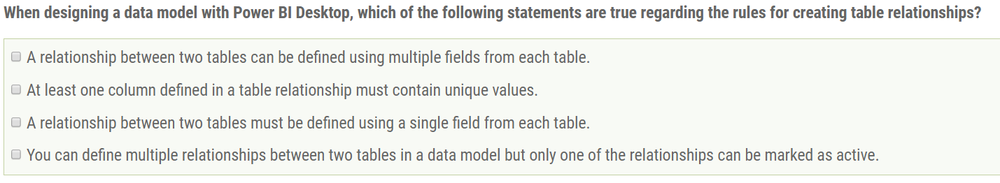 When designing a data model with Power BI Desktop, which of the following statements are true regarding the rules for creating table relationships?
A relationship between two tables can be defined using multiple fields from each table.
At least one column defined in a table relationship must contain unique values.
A relationship between two tables must be defined using a single field from each table.
You can define multiple relationships between two tables in a data model but only one of the relationships can be marked as active.